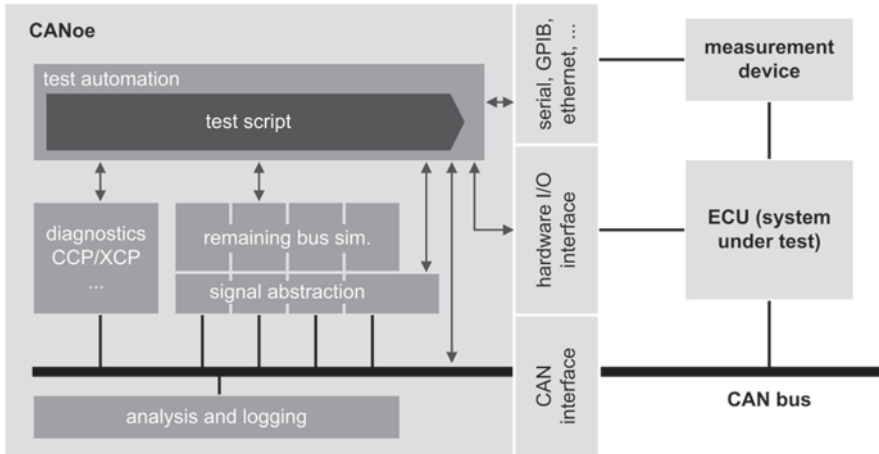 CANoe
test automation
test script
diagnostics
CCP/XCP
...
remaining bus sim.
signal abstraction
analysis and logging
serial, GPIB,
ethernet, ...
hardware I/O
interface
CAN
interface
measurement
device
ECU (system
under test)
CAN bus